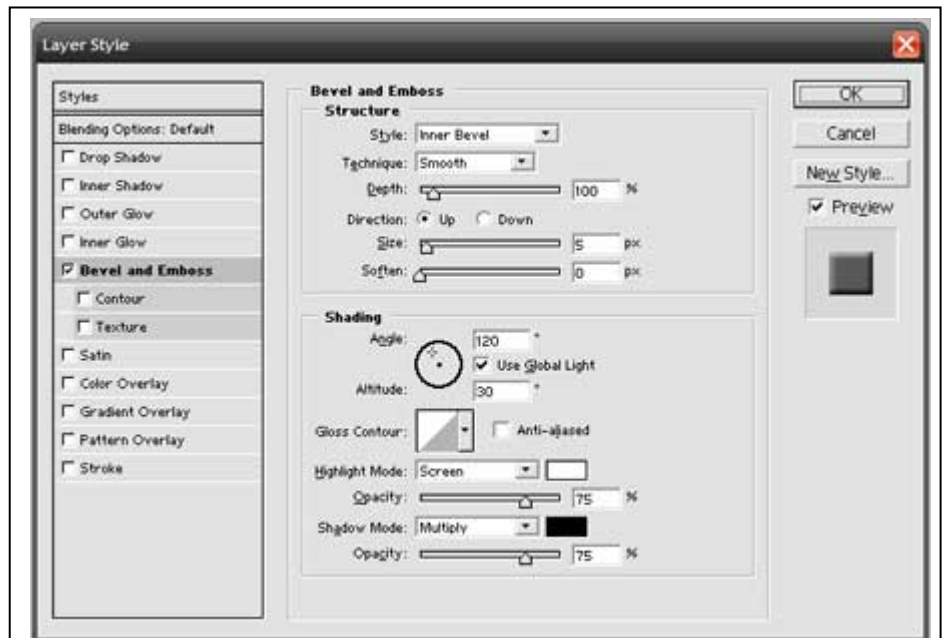 Layer Style
Styles
Blending Options: Default
Drop Shadow
Inner Shadow
Outer Glow
Inner Glow
Bevel and Emboss
Contour
Texture
Satin
Color Overlay
Gradient Overlay
Pattern Overlay
Stroke
Bevel and Emboss
Structure
Style: Inner Bevel
Technique: Smooth
Depth: 100 %
Direction: Up Down
Size: 5 px
Soften: 0 px
Shading
Angle: 120 °
Use Global Light
Altitude: 30 °
Gloss Contour: Anti-aliased
Highlight Mode: Screen
Opacity: 75 %
Shadow Mode: Multiply
Opacity: 75 %
OK
Cancel
New Style...
Preview